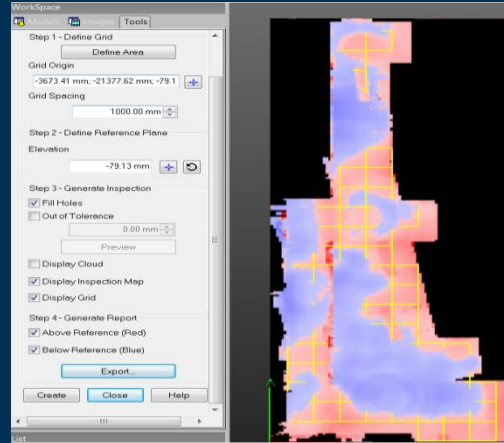 WorkSpace
Models Images Tools
Step 1 - Define Grid
Define Area
Grid Origin
-3673.41 mm; -21377.62 mm; -79.1
Grid Spacing
1000.00 mm
Step 2 - Define Reference Plane
Elevation
-79.13 mm
Step 3 - Generate Inspection
Fill Holes
Out of Tolerance
0.00 mm
Preview
Display Cloud
Display Inspection Map
Display Grid
Step 4 - Generate Report
Above Reference (Red)
Below Reference (Blue)
Export...
Create Close Help
List